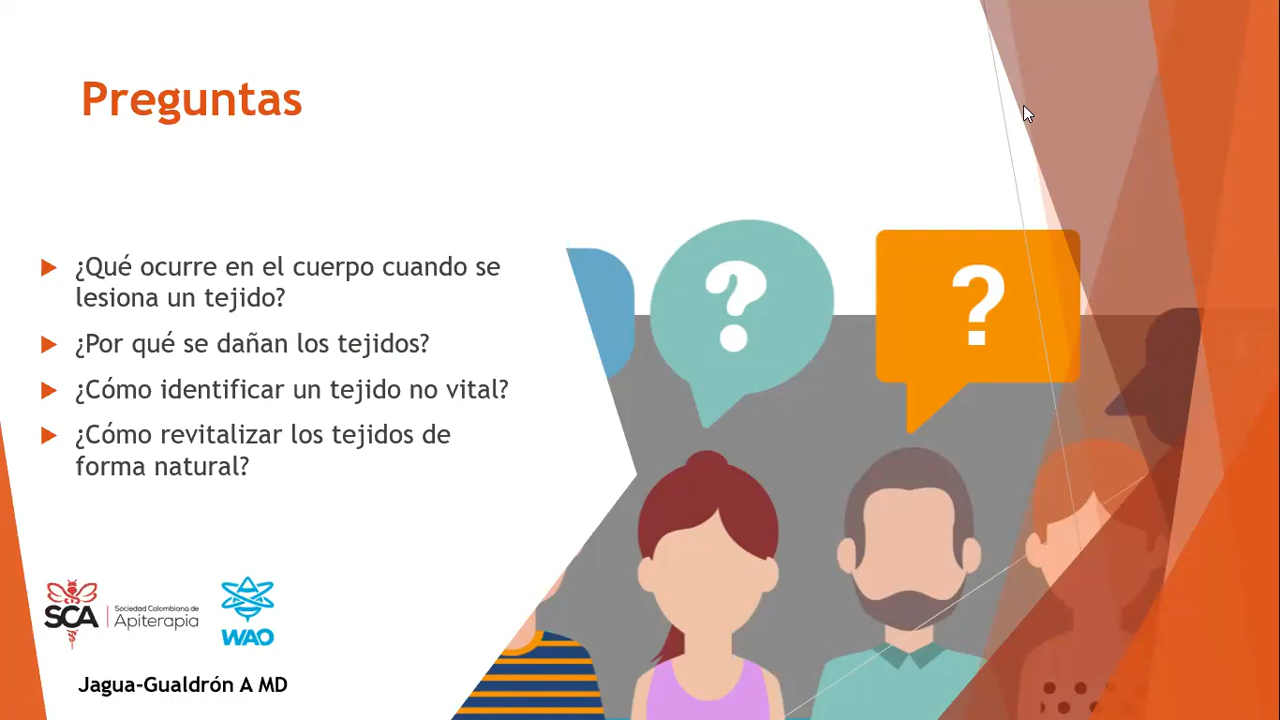 Preguntas
¿Qué ocurre en el cuerpo cuando se
lesiona un tejido?
¿Por qué se dañan los tejidos?
¿Cómo identificar un tejido no vital?
¿Cómo revitalizar los tejidos de
forma natural?
? ?
SCA Sociedad Colombiana de
Apiterapia
WAO
Jagua-Gualdrón A MD